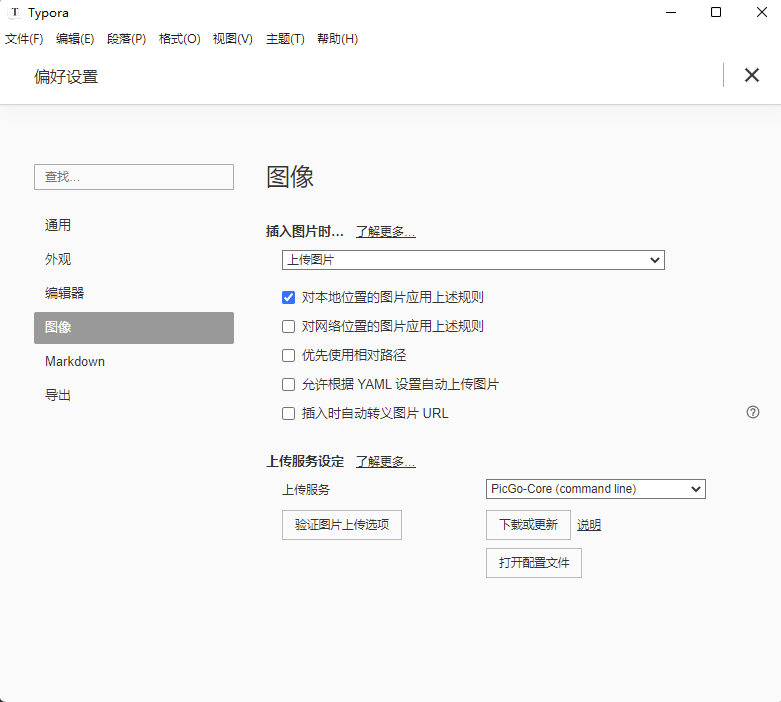 Typora
文件(F) 编辑(E) 段落(P) 格式(O) 视图(V) 主题(T) 帮助(H)
偏好设置
查找...
通用
外观
编辑器
图像
Markdown
导出
图像
插入图片时... 了解更多...
上传图片
对本地位置的图片应用上述规则
对网络位置的图片应用上述规则
优先使用相对路径
允许根据 YAML 设置自动上传图片
插入时自动转义图片 URL
上传服务设定 了解更多...
上传服务 PicGo-Core (command line)
验证图片上传选项 下载或更新 说明
打开配置文件